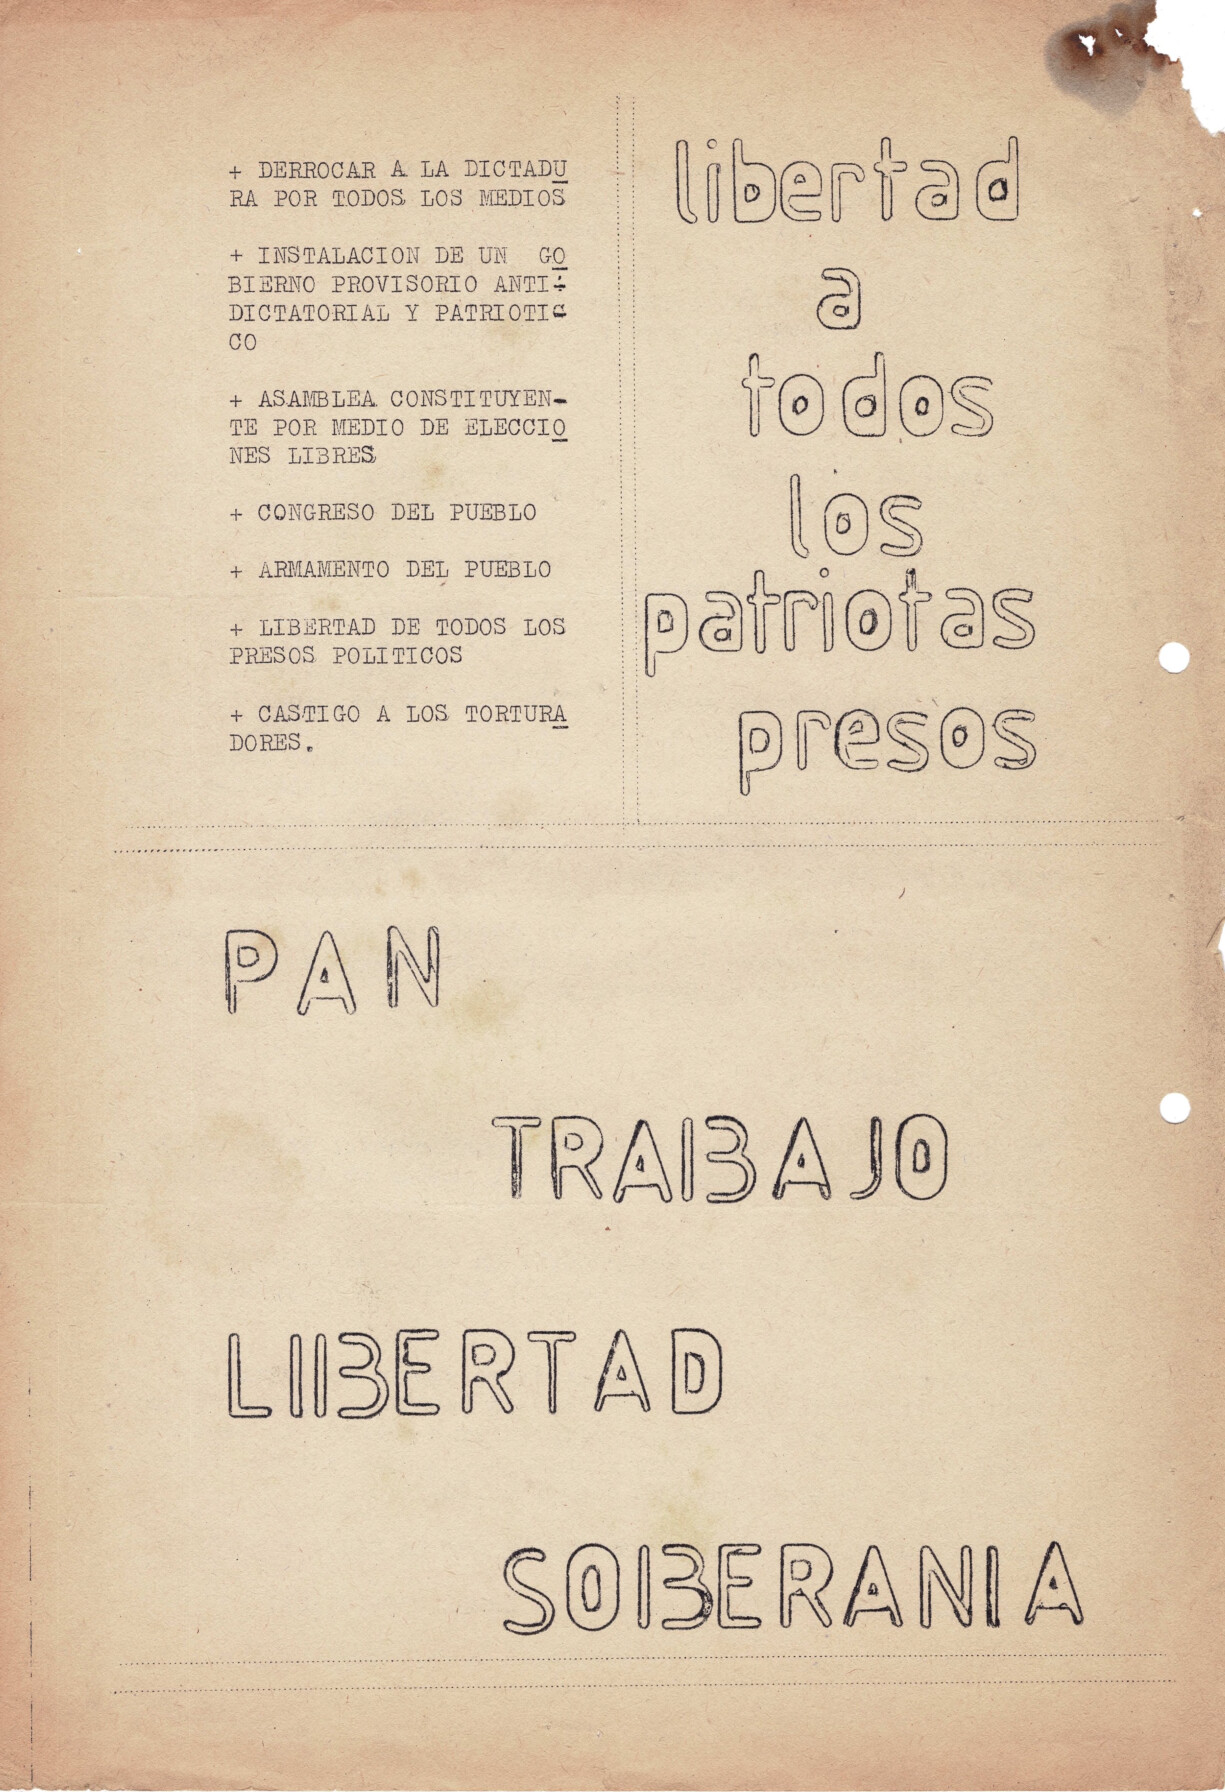 + DERROCAR A LA DICTADU
RA POR TODOS LOS MEDIOS
+ INSTALACION DE UN GO
BIERNO PROVISORIO ANTI-
DICTATORIAL Y PATRIOTIC
CO
+ ASAMBLEA CONSTITUYEN-
TE POR MEDIO DE ELECCIO
NES LIBRES
+ CONGRESO DEL PUEBLO
+ ARMAMENTO DEL PUEBLO
+ LIBERTAD DE TODOS LOS
PRESOS POLITICOS
+ CASTIGO A LOS TORTURA
DORES.
libertad
a
todos
los
patriotas
presos
PAN
TRABAJO
LIBERTAD
SOBERANIA